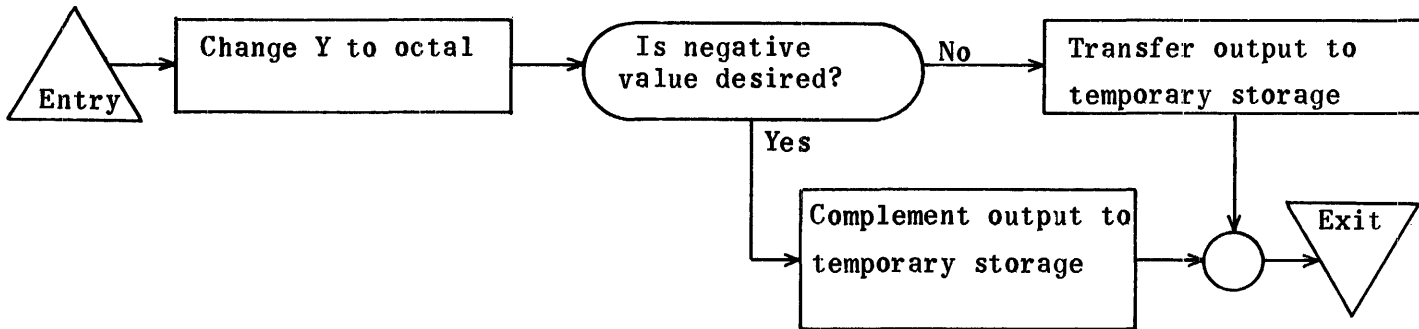 Entry
Change Y to octal
Is negative
value desired?
No
Transfer output to
temporary storage
Yes
Complement output to
temporary storage
Exit